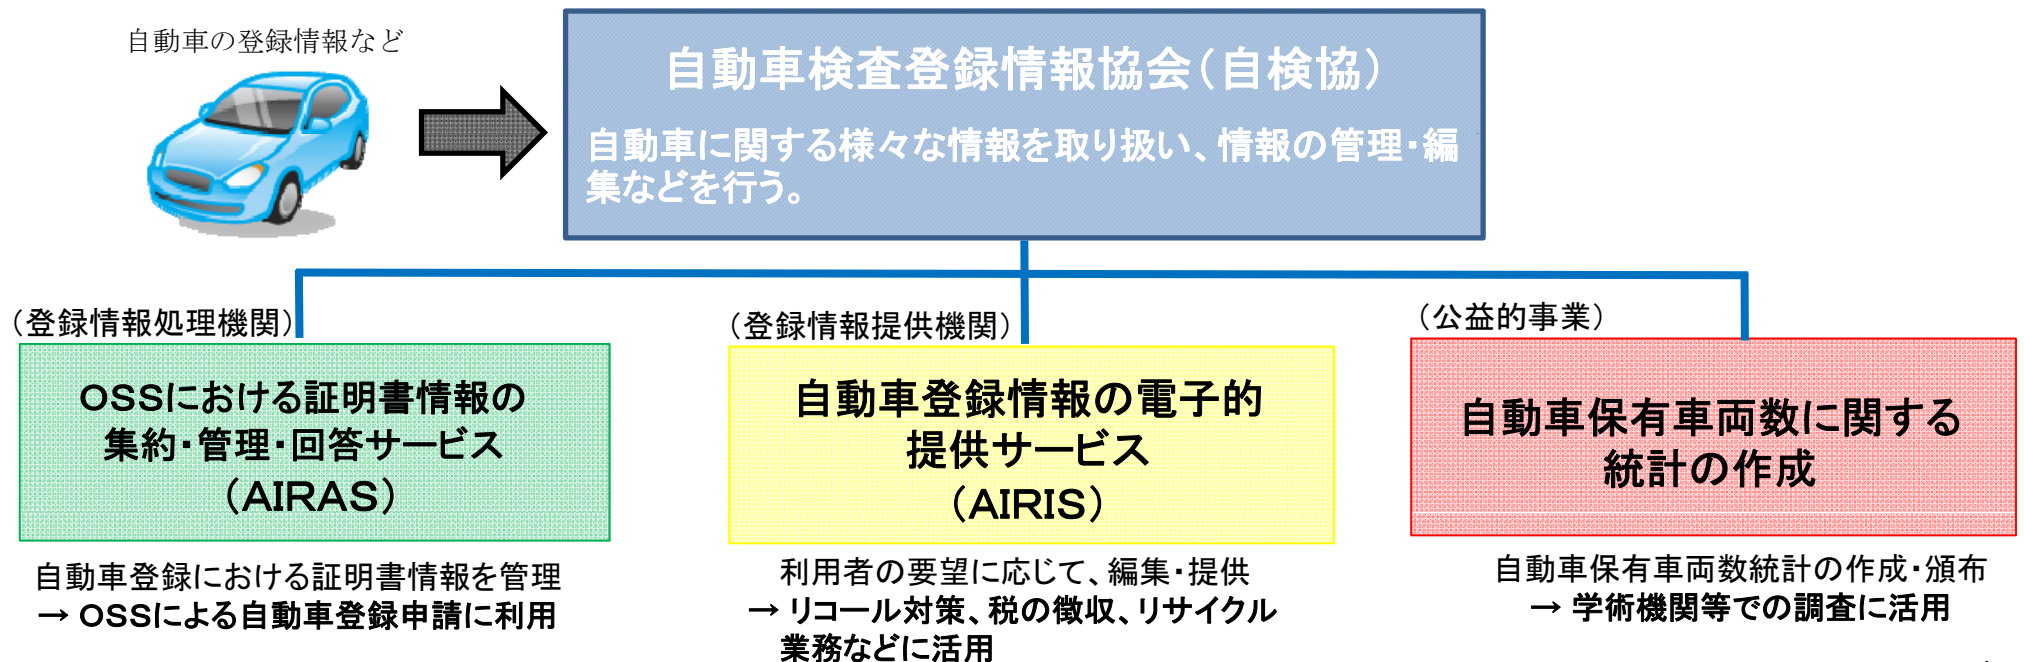 自動車の登録情報など
自動車検査登録情報協会（自検協）
自動車に関する様々な情報を取り扱い、情報の管理・編
集などを行う。
（登録情報処理機関）
OSSにおける証明書情報の
集約・管理・回答サービス
（AIRAS）
自動車登録における証明書情報を管理
→ OSSによる自動車登録申請に利用
（登録情報提供機関）
自動車登録情報の電子的
提供サービス
（AIRIS）
利用者の要望に応じて、編集・提供
→ リコール対策、税の徴収、リサイクル
業務などに活用
（公益的事業）
自動車保有車両数に関する
統計の作成
自動車保有車両数統計の作成・頒布
→ 学術機関等での調査に活用